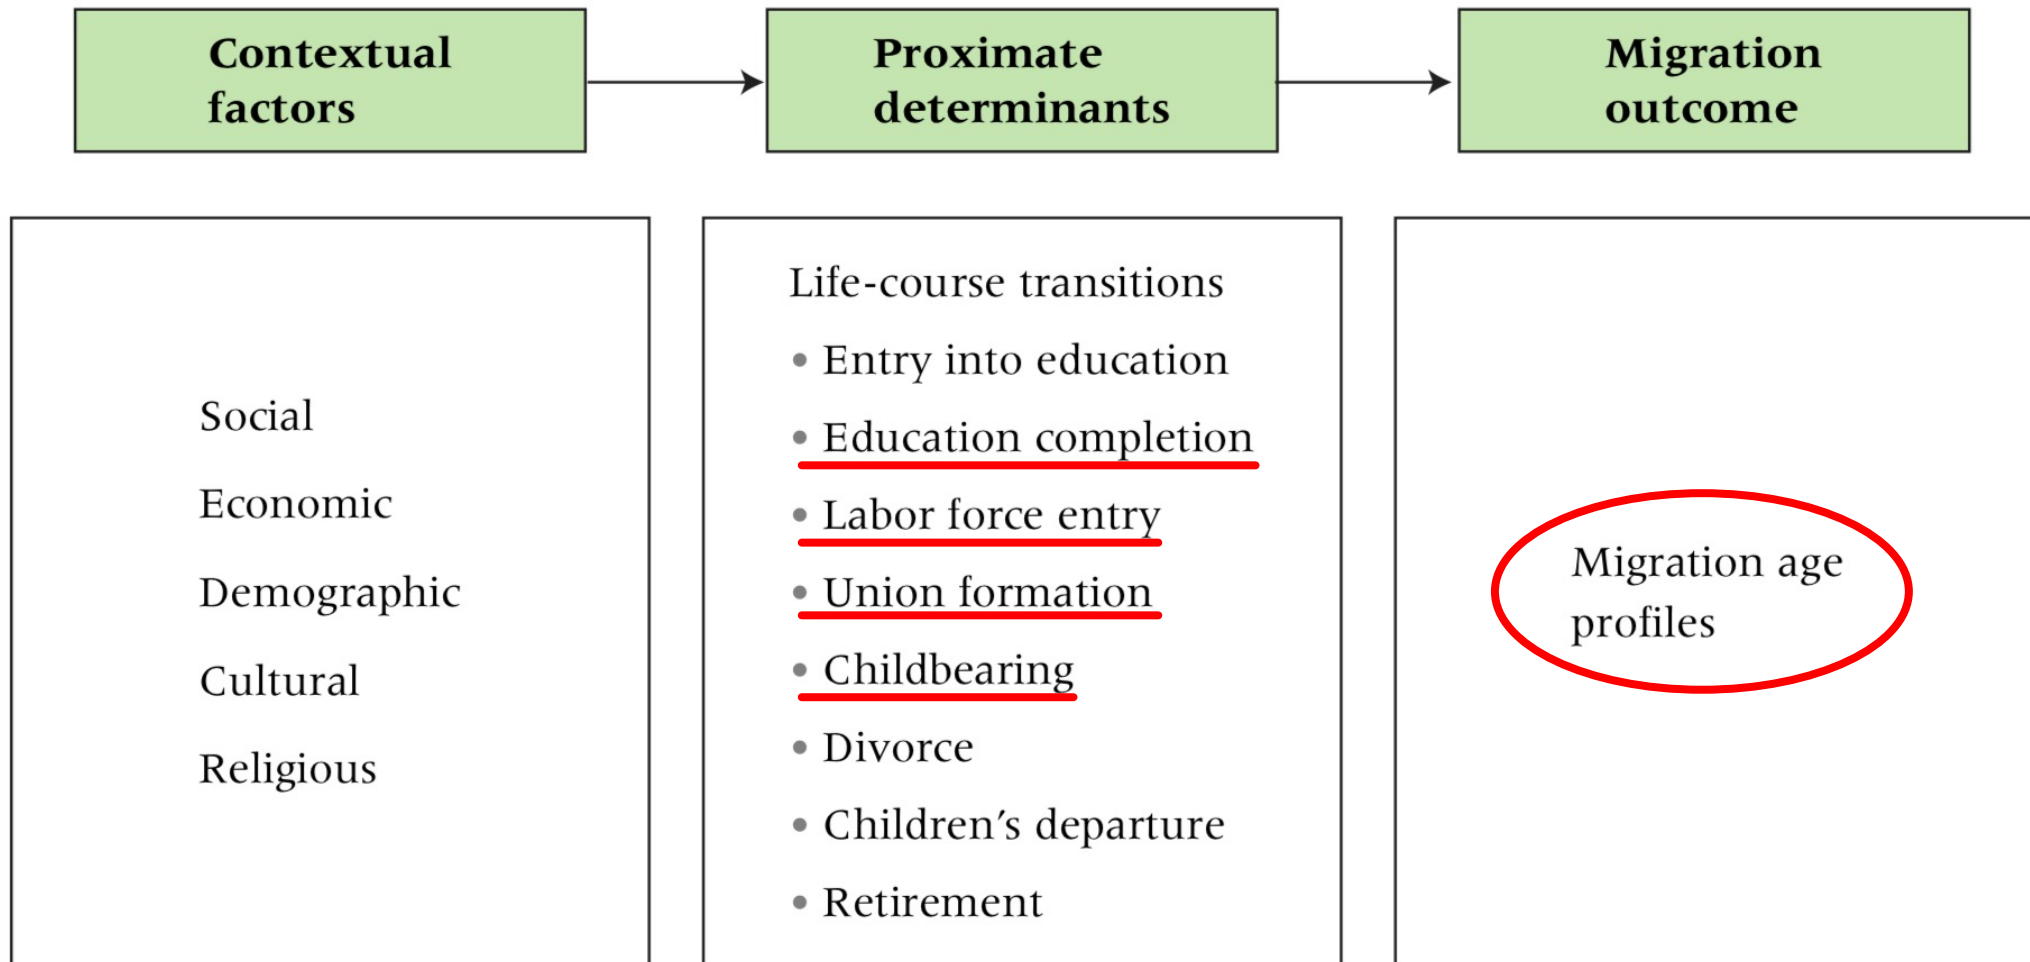 Contextual
factors
Proximate
determinants
Migration
outcome
Social
Economic
Demographic
Cultural
Religious
Life-course transitions
• Entry into education
• Education completion
• Labor force entry
• Union formation
• Childbearing
• Divorce
• Children’s departure
• Retirement
Migration age
profiles